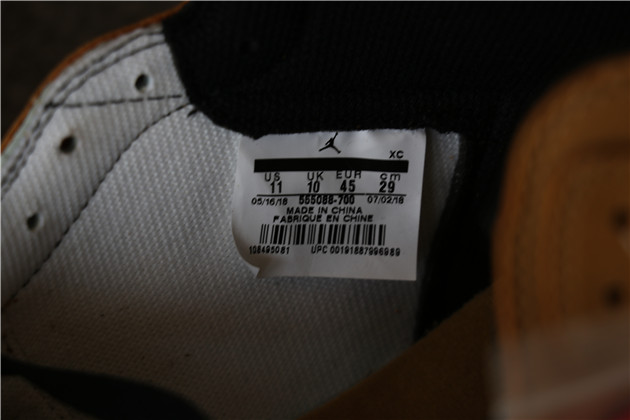 XC
US UK EUR cm
11 10 45 29
05/16/18 555088-700 07/02/18
MADE IN CHINA
FABRIQUE EN CHINE
108495081 UPC 00191887996989